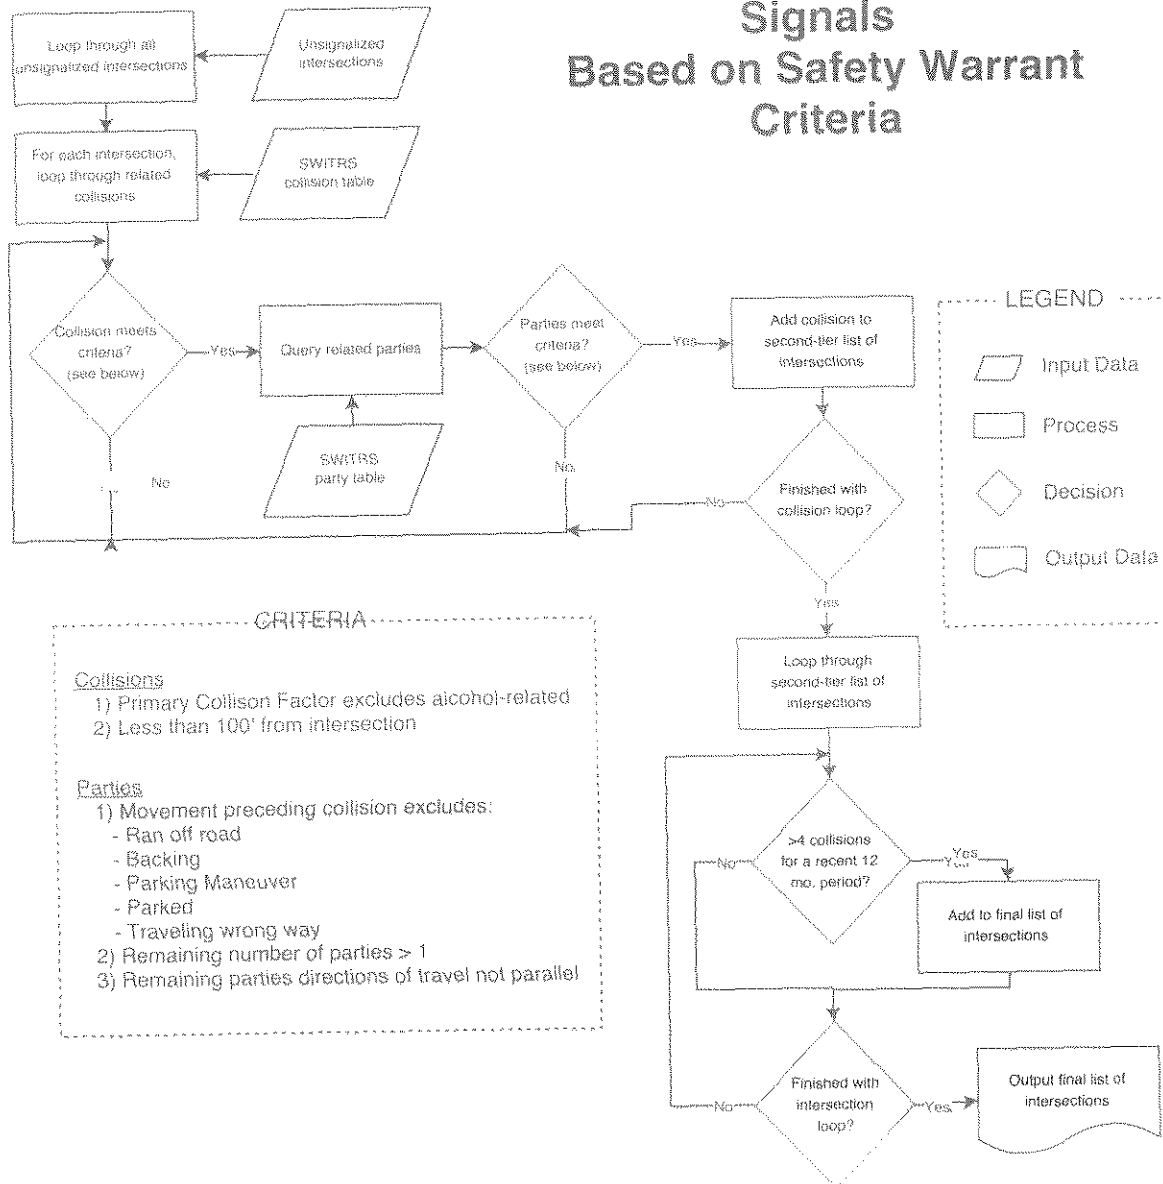 Signals
Based on Safety Warrant
Criteria
Loop through all
unsignalized intersections
Unsignalized
intersections
For each intersection,
loop through related
collisions
SWITRS
collision table
Collision meets
criteria?
(see below)
Yes
No
Query related parties
SWITRS
party table
Parties meet
criteria?
(see below)
Yes
No
Add collision to
second-tier list of
intersections
Finished with
collision loop?
No
Yes
LEGEND
Input Data
Process
Decision
Output Data
CRITERIA
Collisions
1) Primary Collison Factor excludes alcohol-related
2) Less than 100' from intersection
Parties
1) Movement preceding collision excludes:
- Ran off road
- Backing
- Parking Maneuver
- Parked
- Traveling wrong way
2) Remaining number of parties > 1
3) Remaining parties directions of travel not parallel
Loop through
second-tier list of
intersections
>4 collisions
for a recent 12
mo. period?
No
Yes
Add to final list of
intersections
Finished with
intersection
loop?
No
Yes
Output final list of
intersections